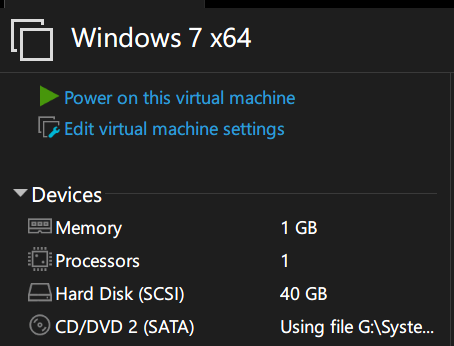 Windows 7 x64
Power on this virtual machine
Edit virtual machine settings
Devices
Memory 1 GB
Processors 1
Hard Disk (SCSI) 40 GB
CD/DVD 2 (SATA) Using file G:\Syste...